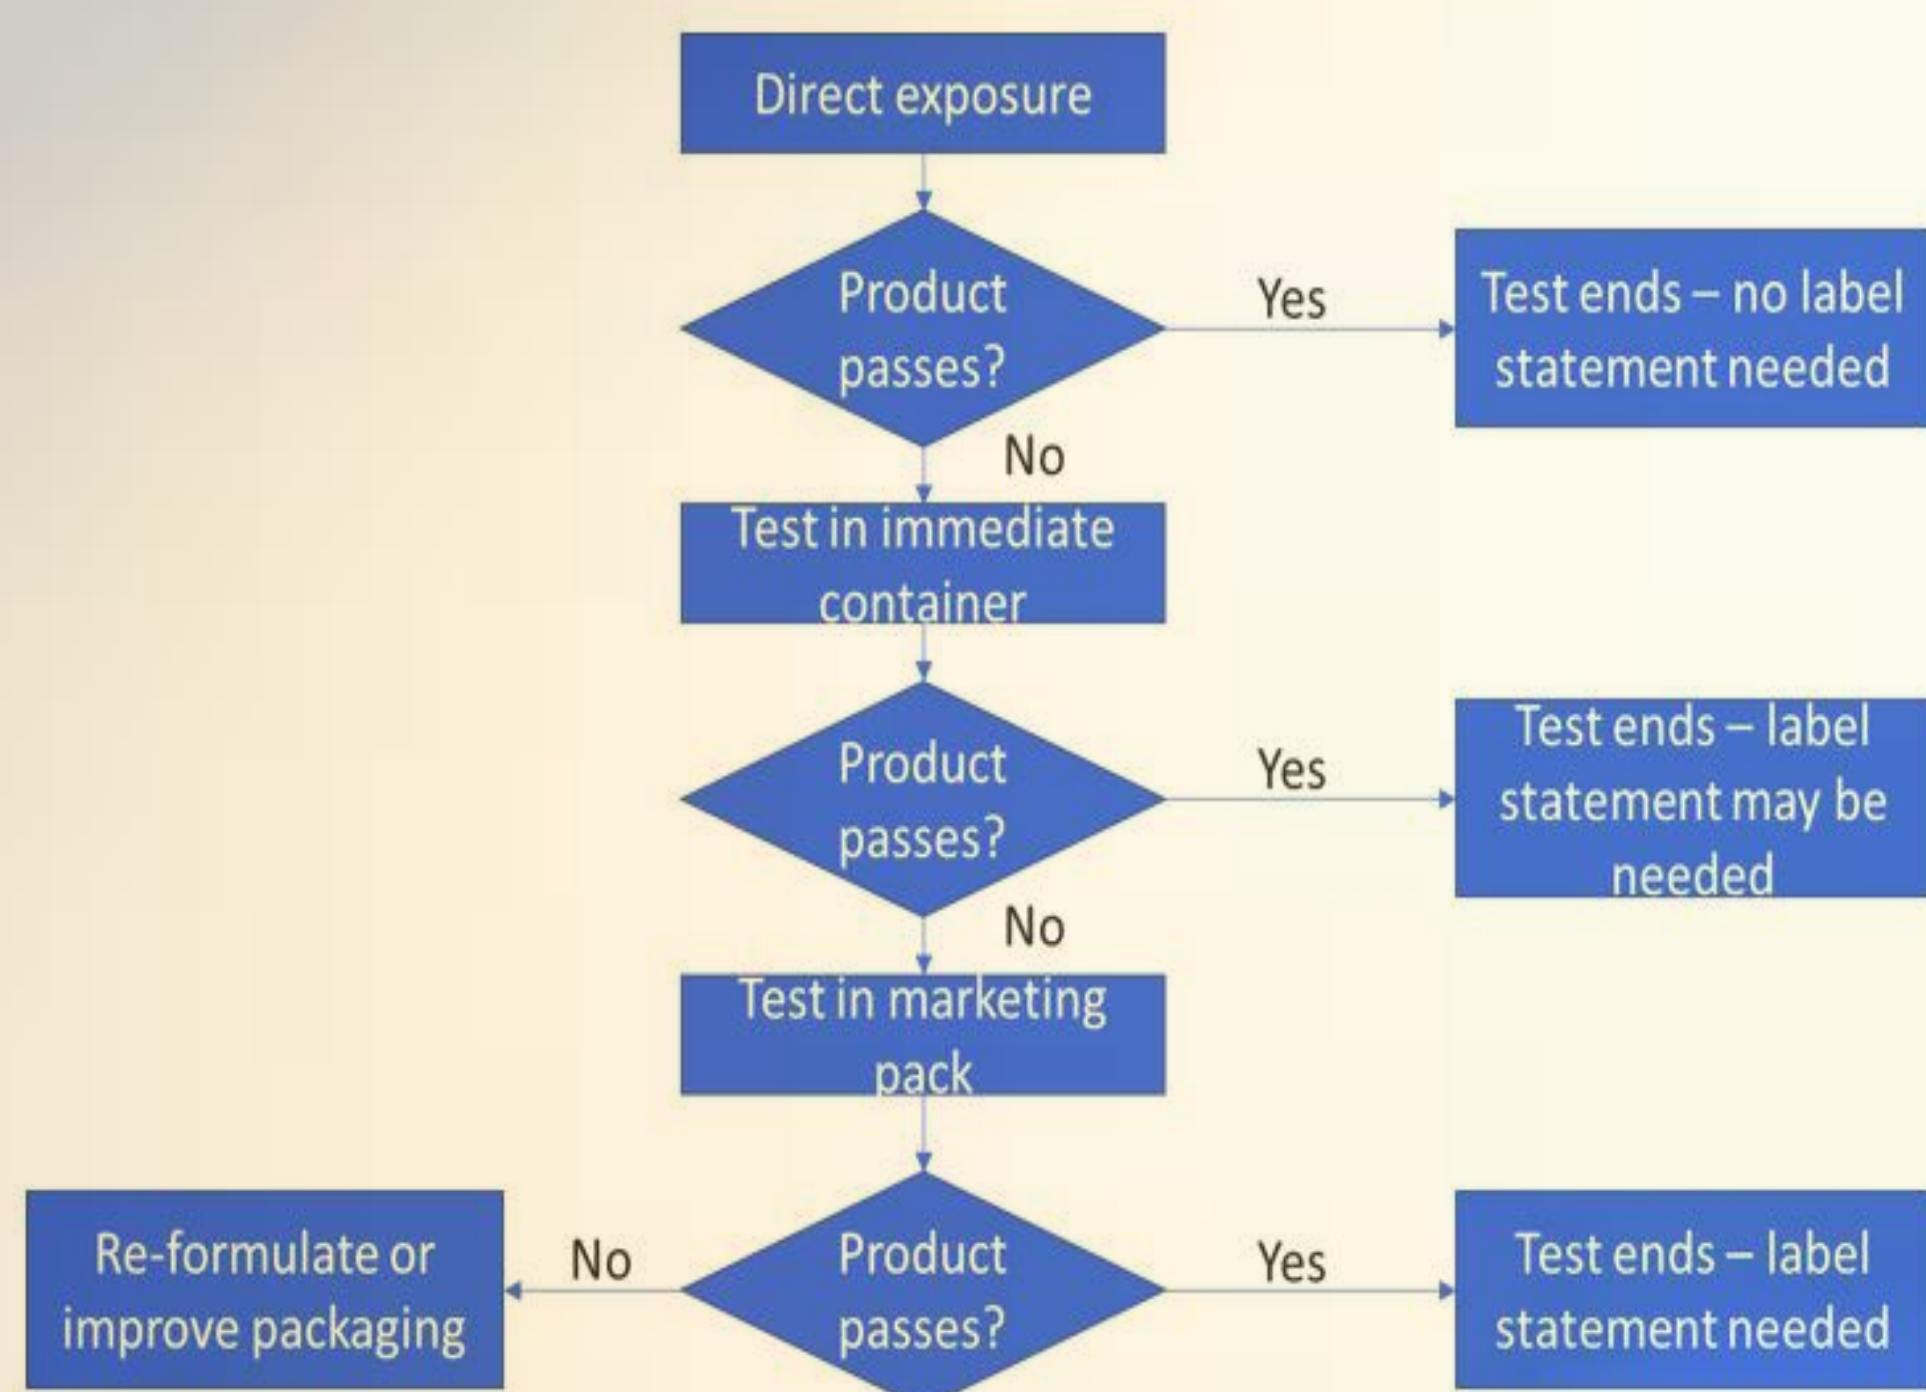 Direct exposure
Product
passes?
Yes
Test ends – no label
statement needed
No
Test in immediate
container
Product
passes?
Yes
Test ends – label
statement may be
needed
No
Test in marketing
pack
Re-formulate or
improve packaging
No
Product
passes?
Yes
Test ends – label
statement needed